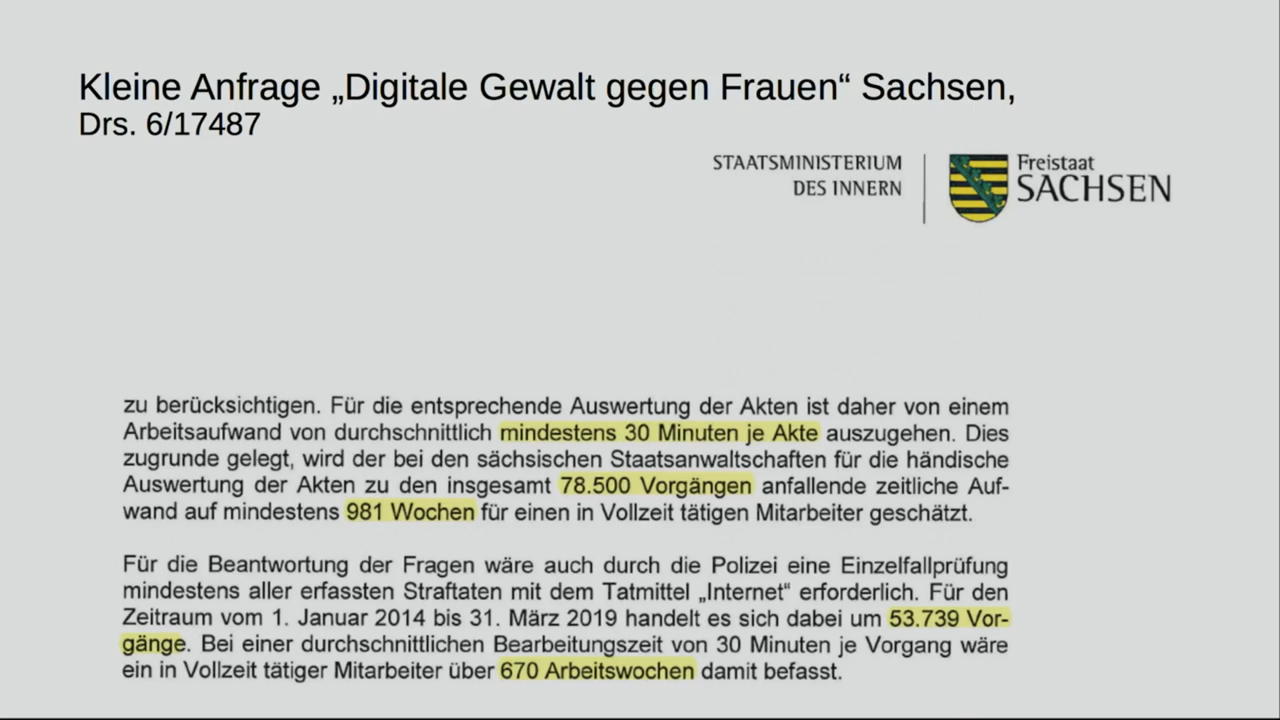 Kleine Anfrage „Digitale Gewalt gegen Frauen“ Sachsen,
Drs. 6/17487
STAATSMINISTERIUM
DES INNERN
Freistaat
SACHSEN
zu berücksichtigen. Für die entsprechende Auswertung der Akten ist daher von einem
Arbeitsaufwand von durchschnittlich mindestens 30 Minuten je Akte auszugehen. Dies
zugrunde gelegt, wird der bei den sächsischen Staatsanwaltschaften für die händische
Auswertung der Akten zu den insgesamt 78.500 Vorgängen anfallende zeitliche Auf-
wand auf mindestens 981 Wochen für einen in Vollzeit tätigen Mitarbeiter geschätzt.
Für die Beantwortung der Fragen wäre auch durch die Polizei eine Einzelfallprüfung
mindestens aller erfassten Straftaten mit dem Tatmittel „Internet“ erforderlich. Für den
Zeitraum vom 1. Januar 2014 bis 31. März 2019 handelt es sich dabei um 53.739 Vor-
gänge. Bei einer durchschnittlichen Bearbeitungszeit von 30 Minuten je Vorgang wäre
ein in Vollzeit tätiger Mitarbeiter über 670 Arbeitswochen damit befasst.